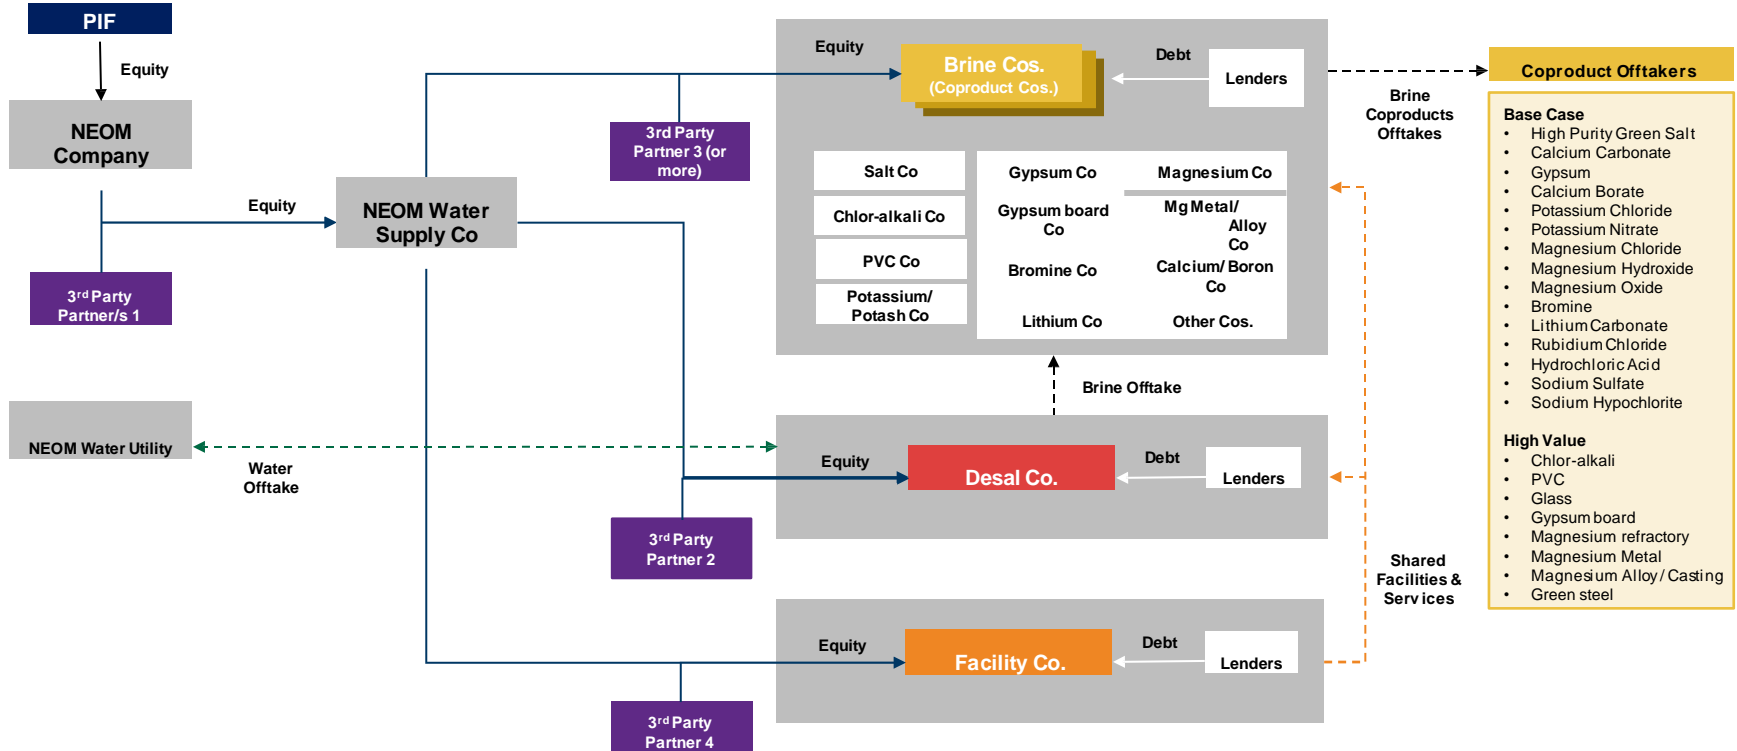 PIF
Equity
NEOM
Company
Equity
3rd Party
Partner/s 1
NEOM Water
Supply Co
NEOM Water Utility
Water
Offtake
3rd Party
Partner 3 (or
more)
3rd Party
Partner 2
3rd Party
Partner 4
Equity
Brine Cos.
(Coproduct Cos.)
Debt
Lenders
Salt Co
Chlor-alkali Co
PVC Co
Potassium/
Potash Co
Gypsum Co
Gypsum board
Co
Bromine Co
Lithium Co
Magnesium Co
Mg Metal/
Alloy
Co
Calcium/Boron
Co
Other Cos.
Brine Offtake
Equity
Desal Co.
Debt
Lenders
Equity
Facility Co.
Debt
Lenders
Brine
Coproducts
Offtakes
Shared
Facilities &
Services
Coproduct Offtakers
Base Case
• High Purity Green Salt
• Calcium Carbonate
• Gypsum
• Calcium Borate
• Potassium Chloride
• Potassium Nitrate
• Magnesium Chloride
• Magnesium Hydroxide
• Magnesium Oxide
• Bromine
• Lithium Carbonate
• Rubidium Chloride
• Hydrochloric Acid
• Sodium Sulfate
• Sodium Hypochlorite
High Value
• Chlor-alkali
• PVC
• Glass
• Gypsum board
• Magnesium refractory
• Magnesium Metal
• Magnesium Alloy/ Casting
• Green steel